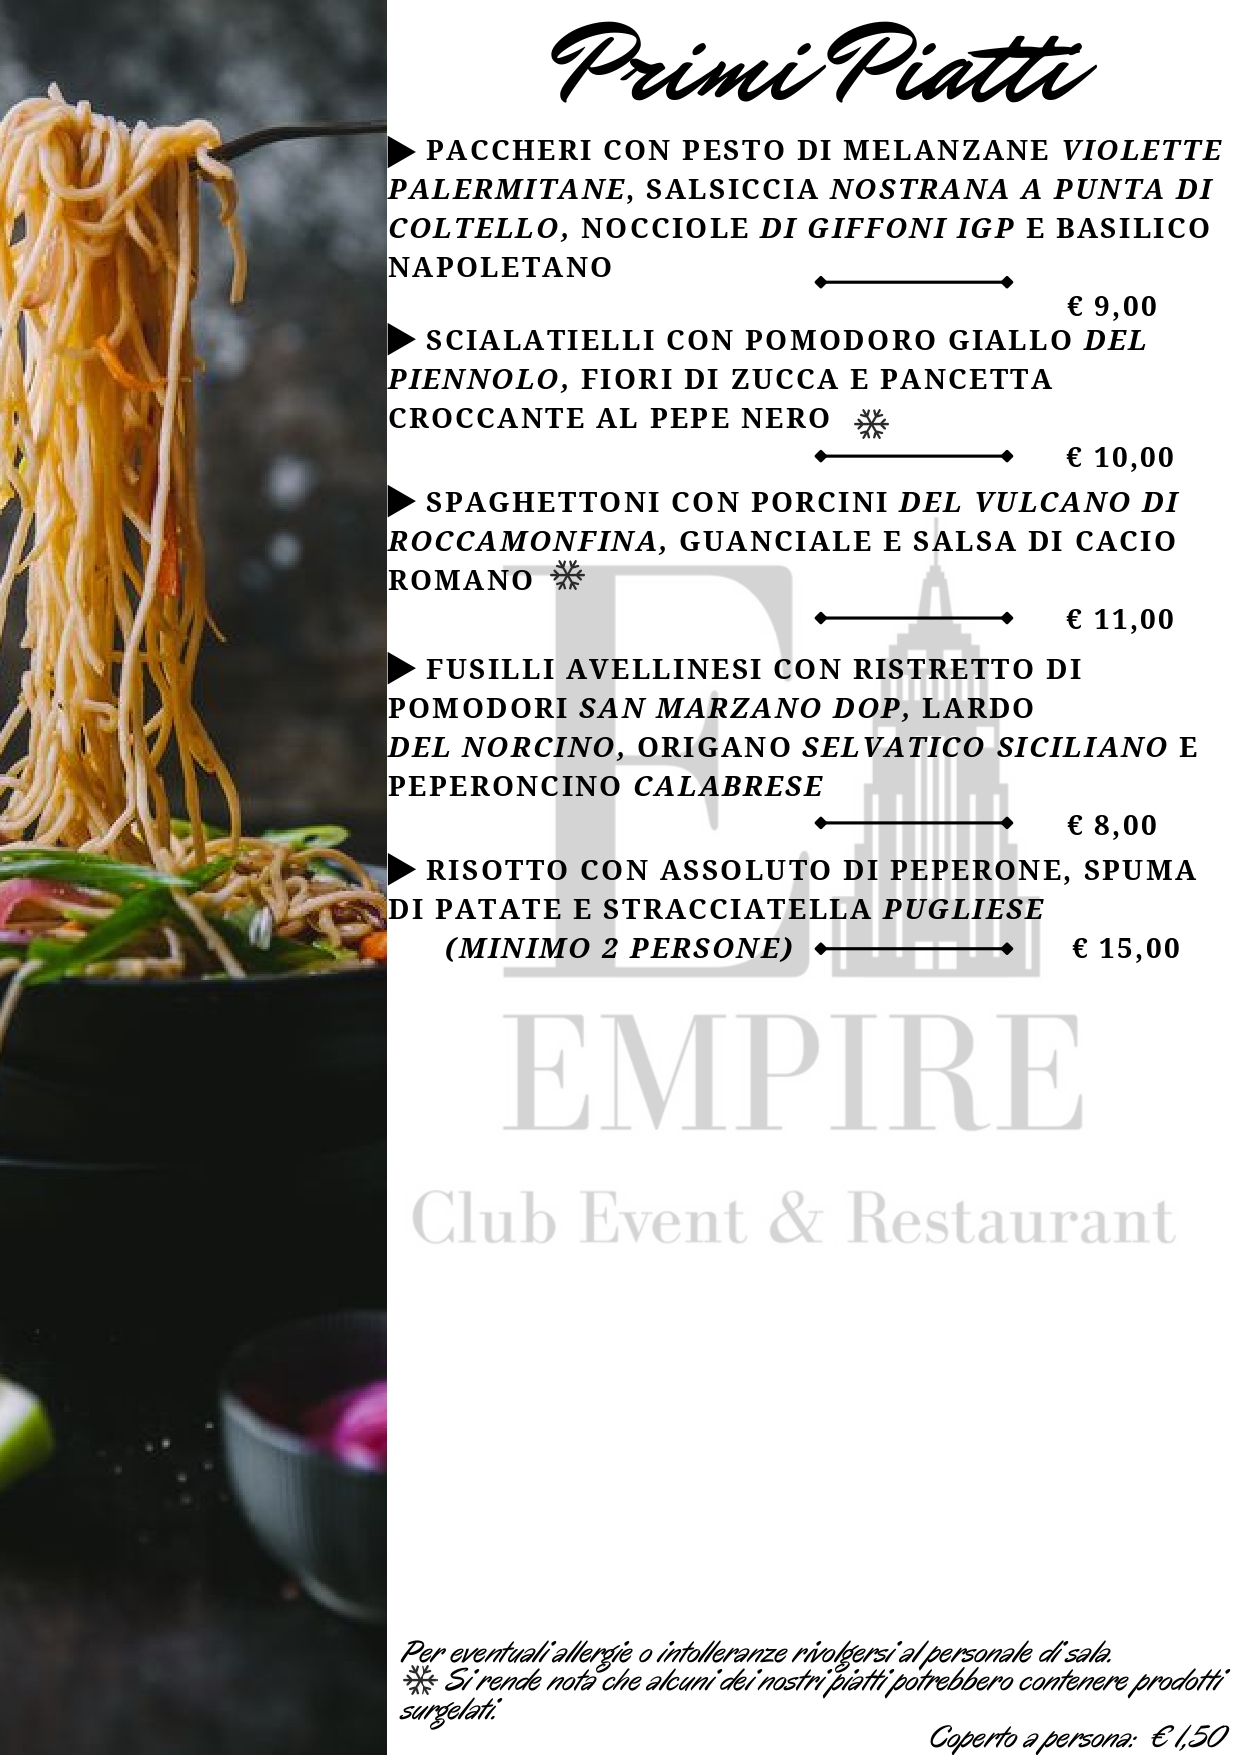 Primi Piatti
PACCHERI CON PESTO DI MELANZANE VIOLETTE
PALERMITANE, SALSICCIA NOSTRANA A PUNTA DI
COLTELLO, NOCCIOLE DI GIFFONI IGP E BASILICO
NAPOLETANO
€ 9,00
SCIALATIELLI CON POMODORO GIALLO DEL
PIENNOLO, FIORI DI ZUCCA E PANCETTA
CROCCANTE AL PEPE NERO
€ 10,00
SPAGHETTONI CON PORCINI DEL VULCANO DI
ROCCAMONFINA, GUANCIALE E SALSA DI CACIO
ROMANO
€ 11,00
FUSILLI AVELLINESI CON RISTRETTO DI
POMODORI SAN MARZANO DOP, LARDO
DEL NORCINO, ORIGANO SELVATICO SICILIANO E
PEPERONCINO CALABRESE
€ 8,00
RISOTTO CON ASSOLUTO DI PEPERONE, SPUMA
DI PATATE E STRACCIATELLA PUGLIESE
(MINIMO 2 PERSONE) € 15,00
E
EMPIRE
Club Event & Restaurant
Per eventuali allergie o intolleranze rivolgersi al personale di sala.
Si rende nota che alcuni dei nostri piatti potrebbero contenere prodotti
surgelati.
Coperto a persona: € 1,50